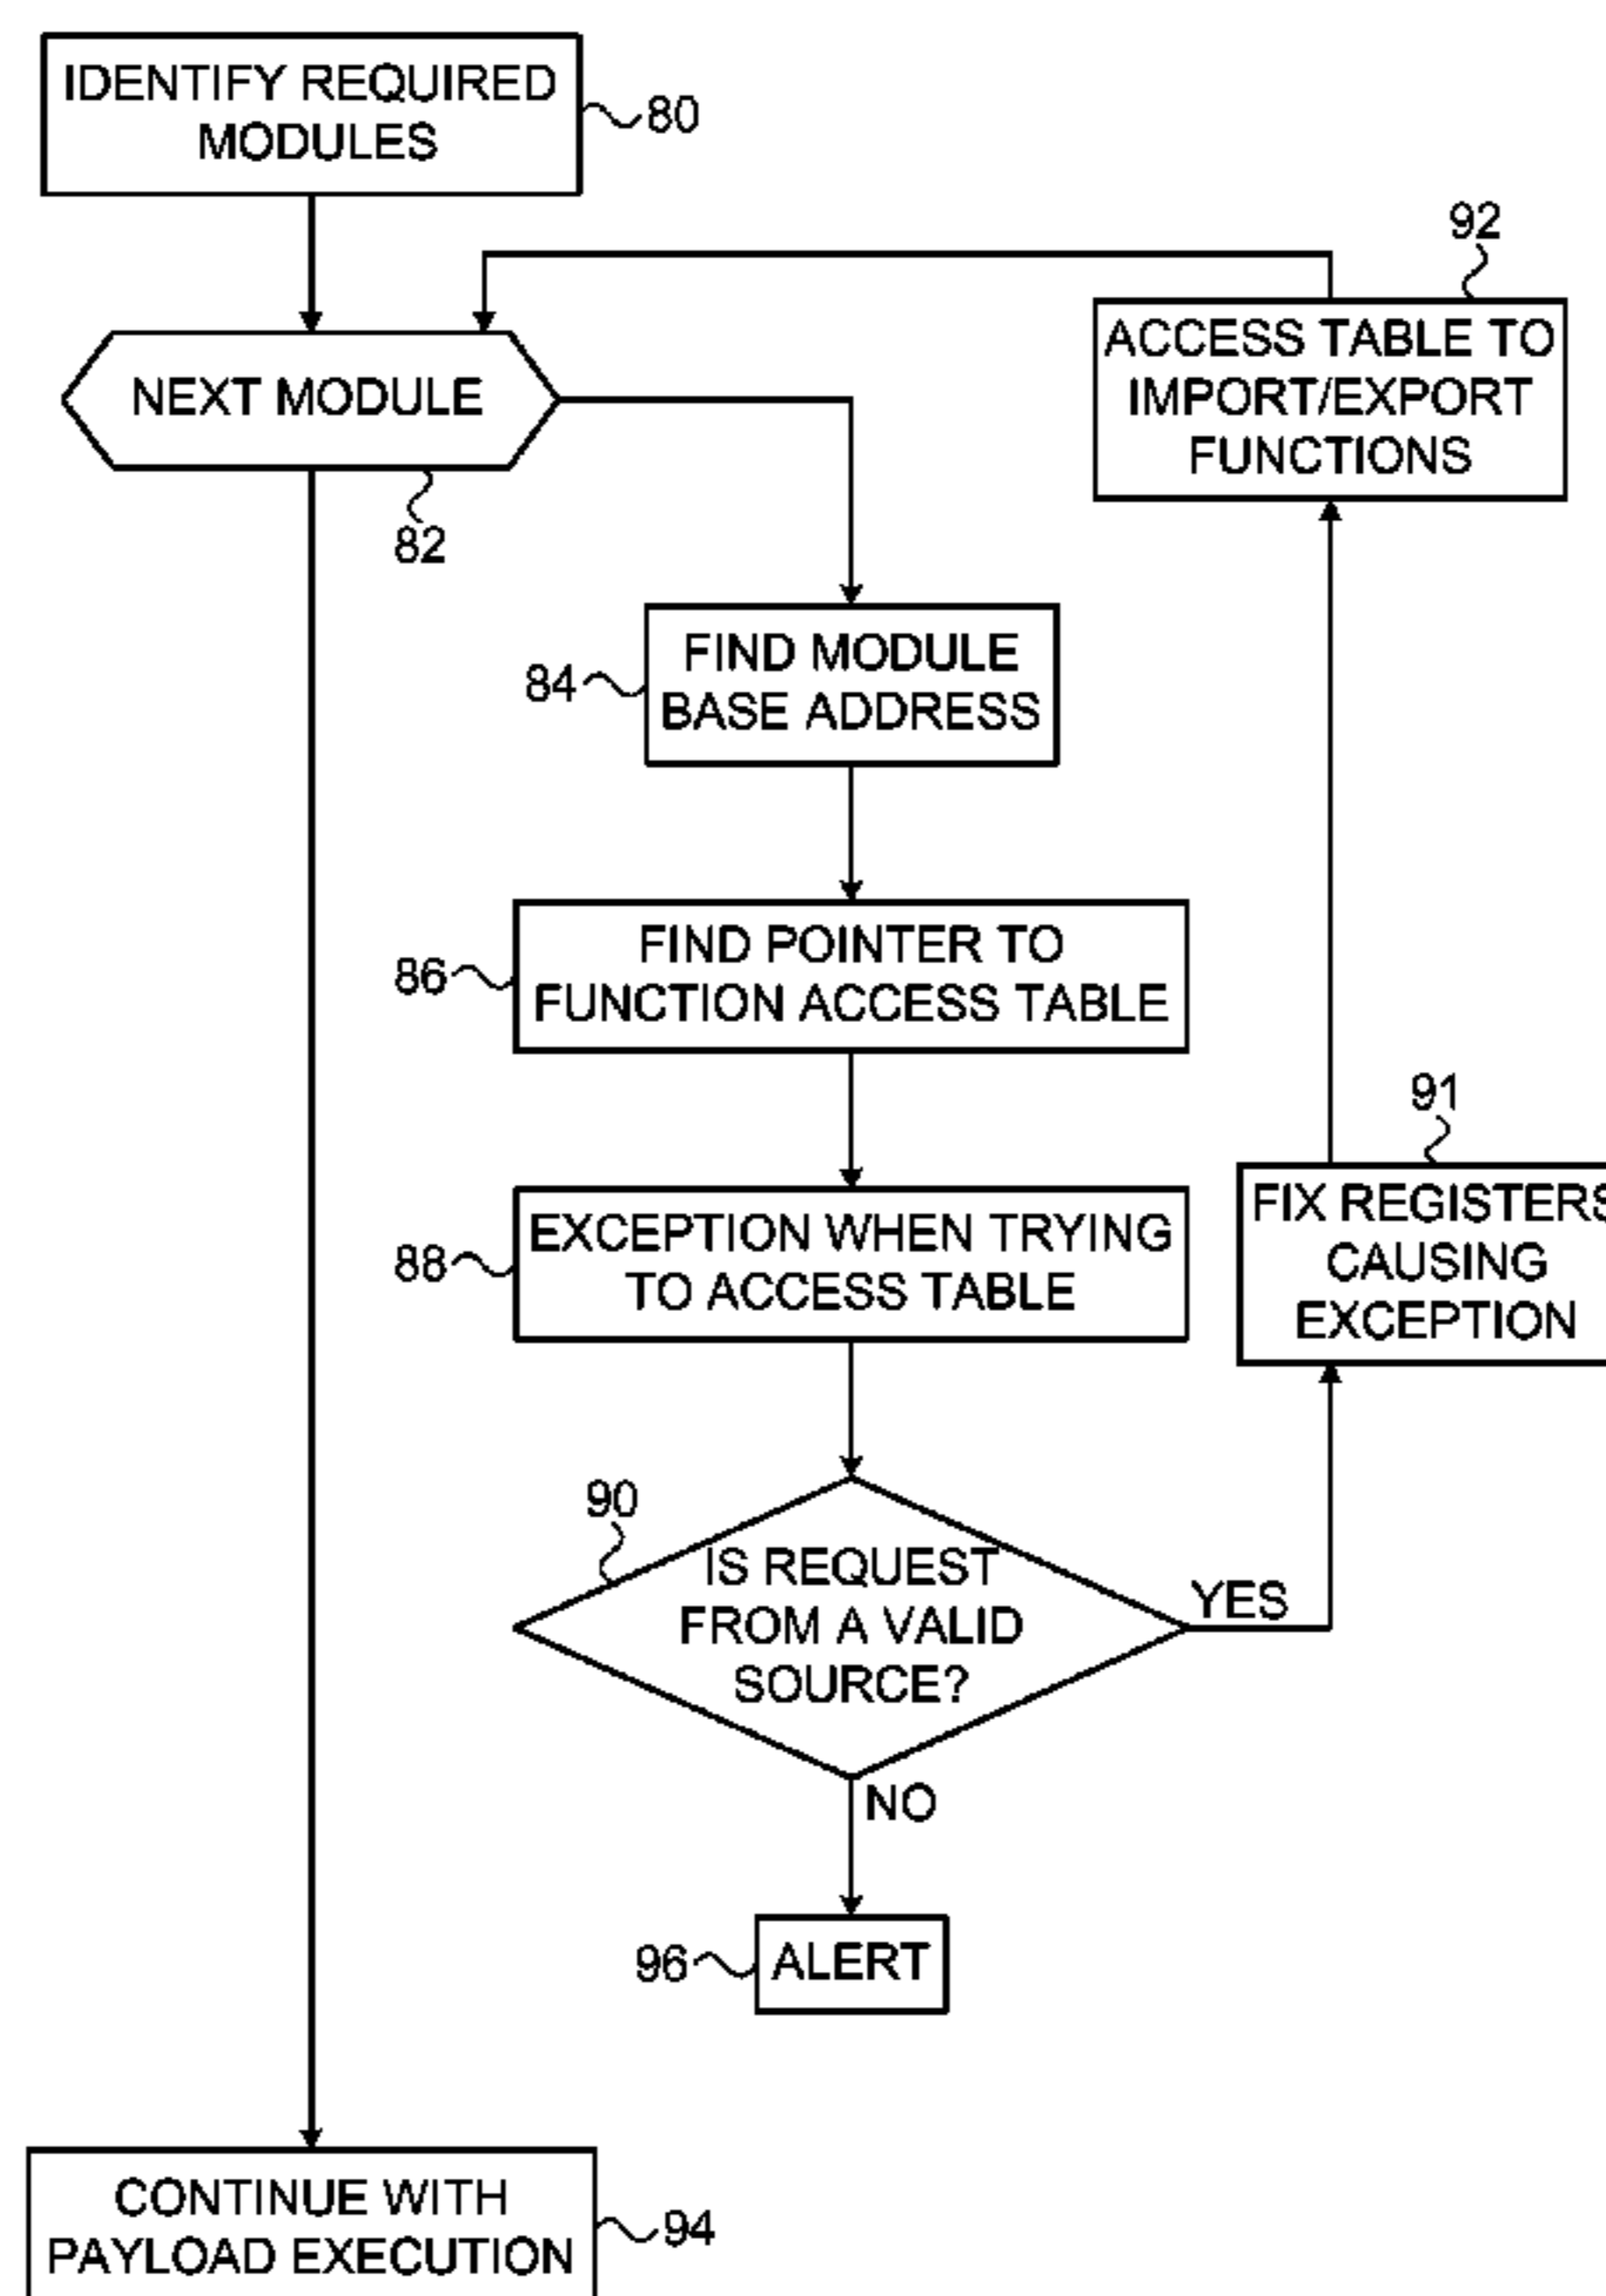 IDENTIFY REQUIRED
MODULES
80
92
ACCESS TABLE TO
IMPORT/EXPORT
FUNCTIONS
NEXT MODULE
82
FIND MODULE
BASE ADDRESS
84
FIND POINTER TO
FUNCTION ACCESS TABLE
86
91
FIX REGISTERS
CAUSING
EXCEPTION
EXCEPTION WHEN TRYING
TO ACCESS TABLE
88
90
IS REQUEST
FROM A VALID
SOURCE?
YES
NO
96
ALERT
CONTINUE WITH
PAYLOAD EXECUTION
94